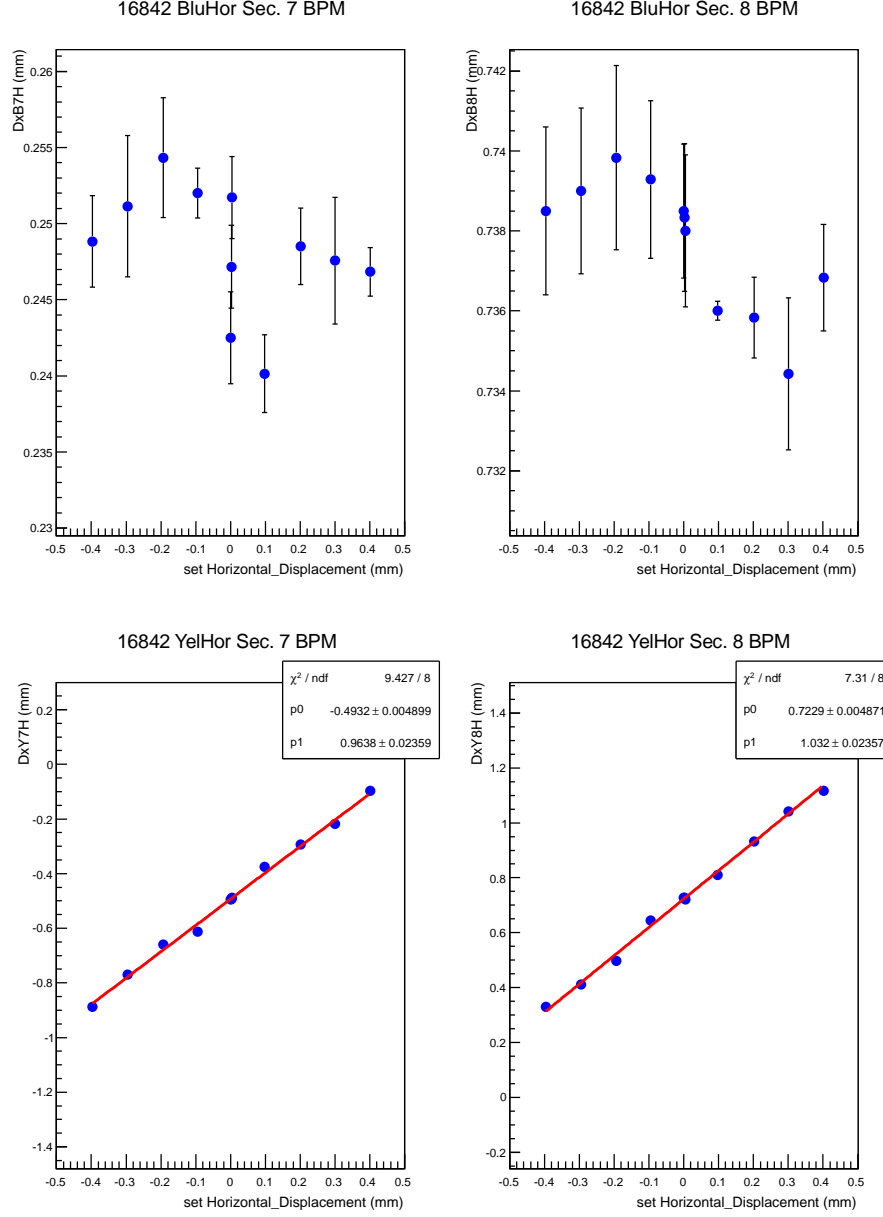 16842 BluHor Sec. 7 BPM
DxB7H (mm)
0.26
0.255
0.25
0.245
0.24
0.235
0.23
-0.5 -0.4 -0.3 -0.2 -0.1 0 0.1 0.2 0.3 0.4 0.5
set Horizontal_Displacement (mm)
16842 BluHor Sec. 8 BPM
DxB8H (mm)
0.742
0.74
0.738
0.736
0.734
0.732
-0.5 -0.4 -0.3 -0.2 -0.1 0 0.1 0.2 0.3 0.4 0.5
set Horizontal_Displacement (mm)
16842 YelHor Sec. 7 BPM
χ² / ndf 9.427 / 8
p0 -0.4932 ± 0.004899
p1 0.9638 ± 0.02359
DxY7H (mm)
0.2
0
-0.2
-0.4
-0.6
-0.8
-1
-1.2
-1.4
-0.5 -0.4 -0.3 -0.2 -0.1 0 0.1 0.2 0.3 0.4 0.5
set Horizontal_Displacement (mm)
16842 YelHor Sec. 8 BPM
χ² / ndf 7.31 / 8
p0 0.7229 ± 0.004871
p1 1.032 ± 0.02357
DxY8H (mm)
1.4
1.2
1
0.8
0.6
0.4
0.2
0
-0.2
-0.5 -0.4 -0.3 -0.2 -0.1 0 0.1 0.2 0.3 0.4 0.5
set Horizontal_Displacement (mm)